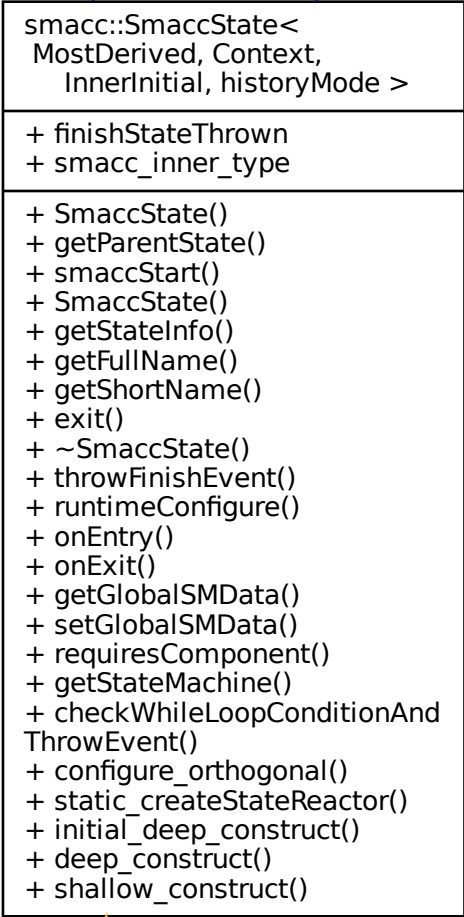 smacc::SmaccState<
MostDerived, Context,
InnerInitial, historyMode >
+ finishStateThrown
+ smacc_inner_type
+ SmaccState()
+ getParentState()
+ smaccStart()
+ SmaccState()
+ getStateInfo()
+ getFullName()
+ getShortName()
+ exit()
+ ~SmaccState()
+ throwFinishEvent()
+ runtimeConfigure()
+ onEntry()
+ onExit()
+ getGlobalSMData()
+ setGlobalSMData()
+ requiresComponent()
+ getStateMachine()
+ checkWhileLoopConditionAnd
ThrowEvent()
+ configure_orthogonal()
+ static_createStateReactor()
+ initial_deep_construct()
+ deep_construct()
+ shallow_construct()